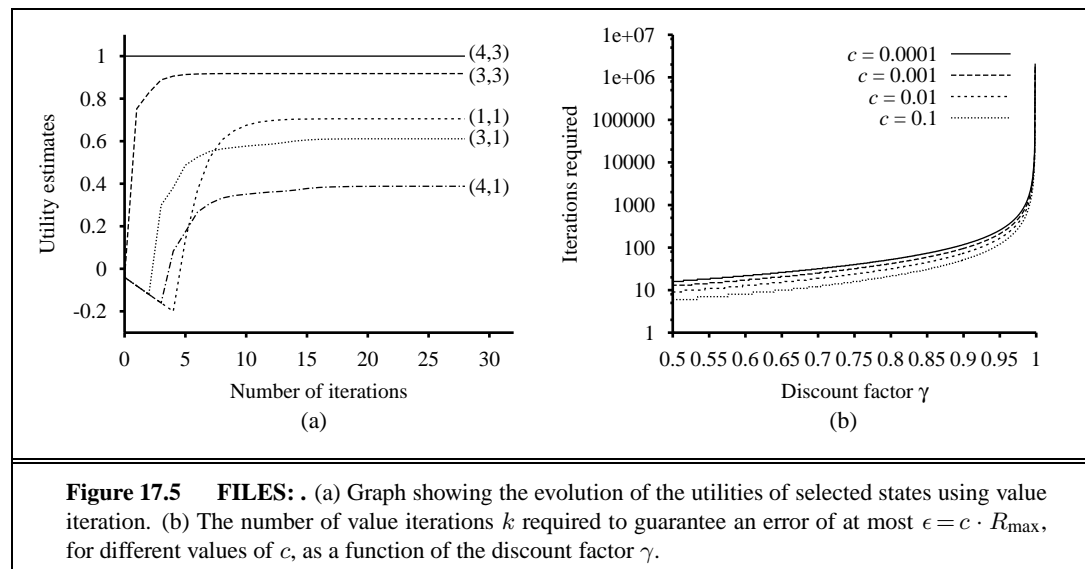 1
0.8
0.6
0.4
0.2
0
-0.2
Utility estimates
0 5 10 15 20 25 30
Number of iterations
(4,3)
(3,3)
(1,1)
(3,1)
(4,1)
(a)
1e+07
1e+06
100000
10000
1000
100
10
1
Iterations required
c = 0.0001
c = 0.001
c = 0.01
c = 0.1
0.5 0.55 0.6 0.65 0.7 0.75 0.8 0.85 0.9 0.95 1
Discount factor γ
(b)
Figure 17.5 FILES: . (a) Graph showing the evolution of the utilities of selected states using value
iteration. (b) The number of value iterations k required to guarantee an error of at most ϵ = c · Rmax,
for different values of c, as a function of the discount factor γ.